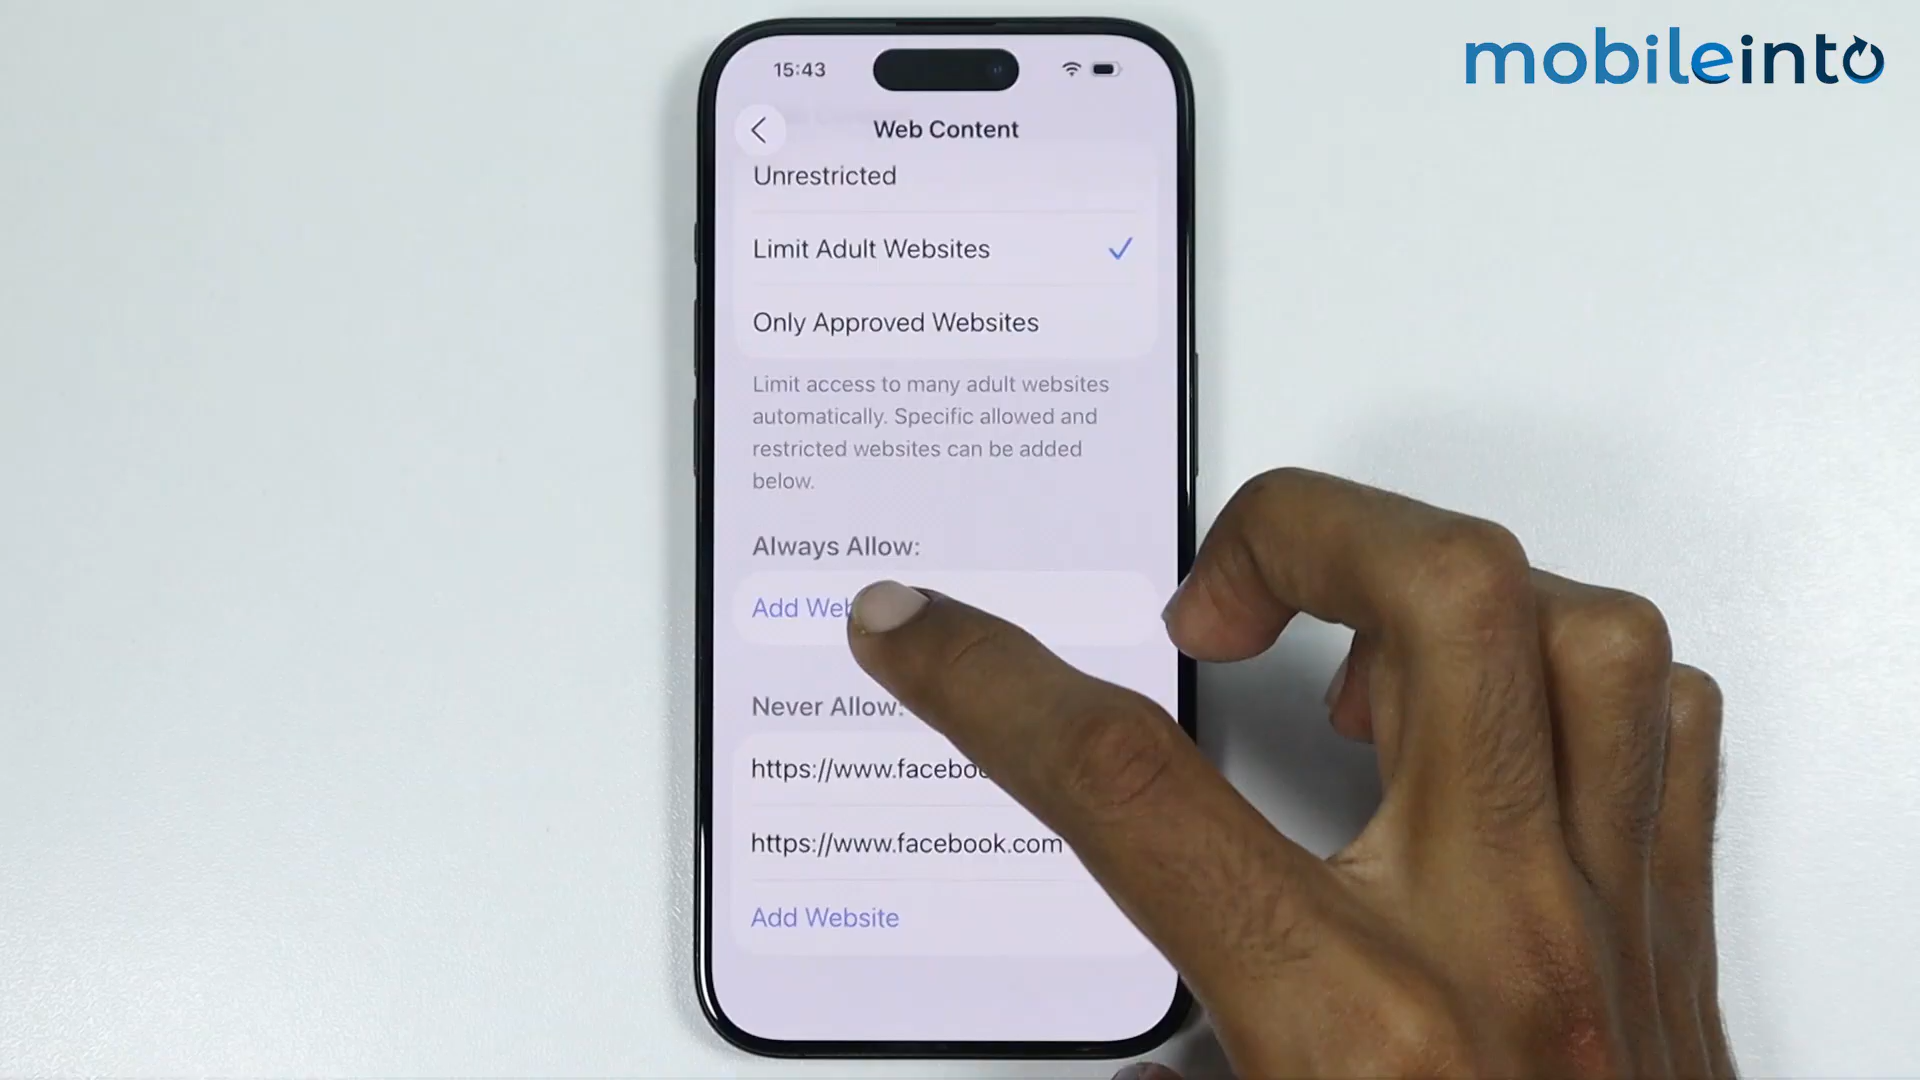 mobileinto
15:43
Web Content
Unrestricted
Limit Adult Websites
Only Approved Websites
Limit access to many adult websites
automatically. Specific allowed and
restricted websites can be added
below.
Always Allow:
Add
Never Allow:
https://www.facebook.com
Add Website